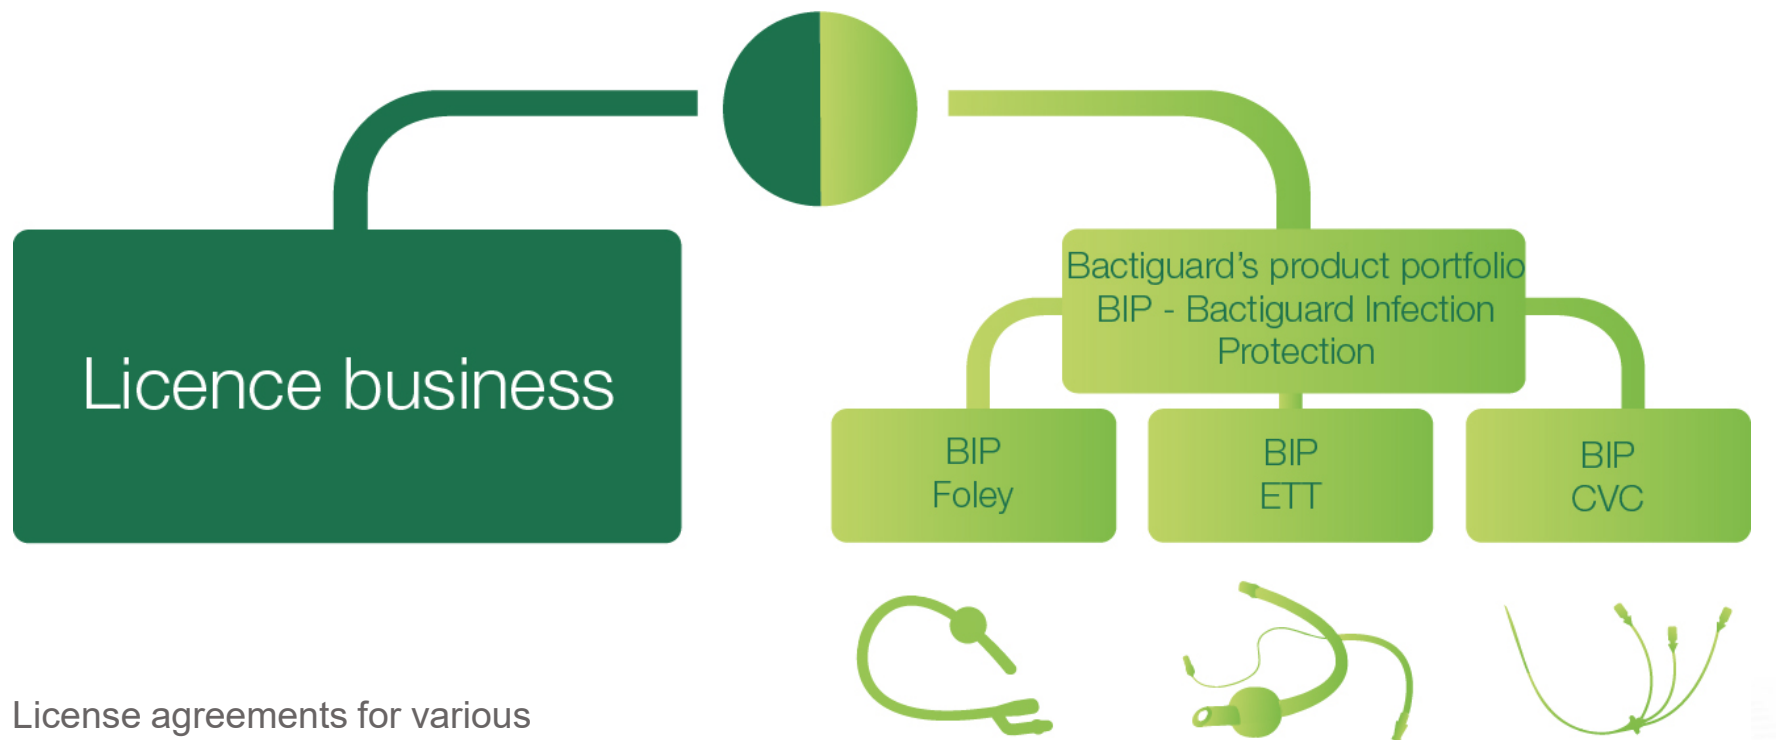 Licence business
Bactiguard's product portfolio
BIP - Bactiguard Infection
Protection
BIP
Foley
BIP
ETT
BIP
CVC
License agreements for various